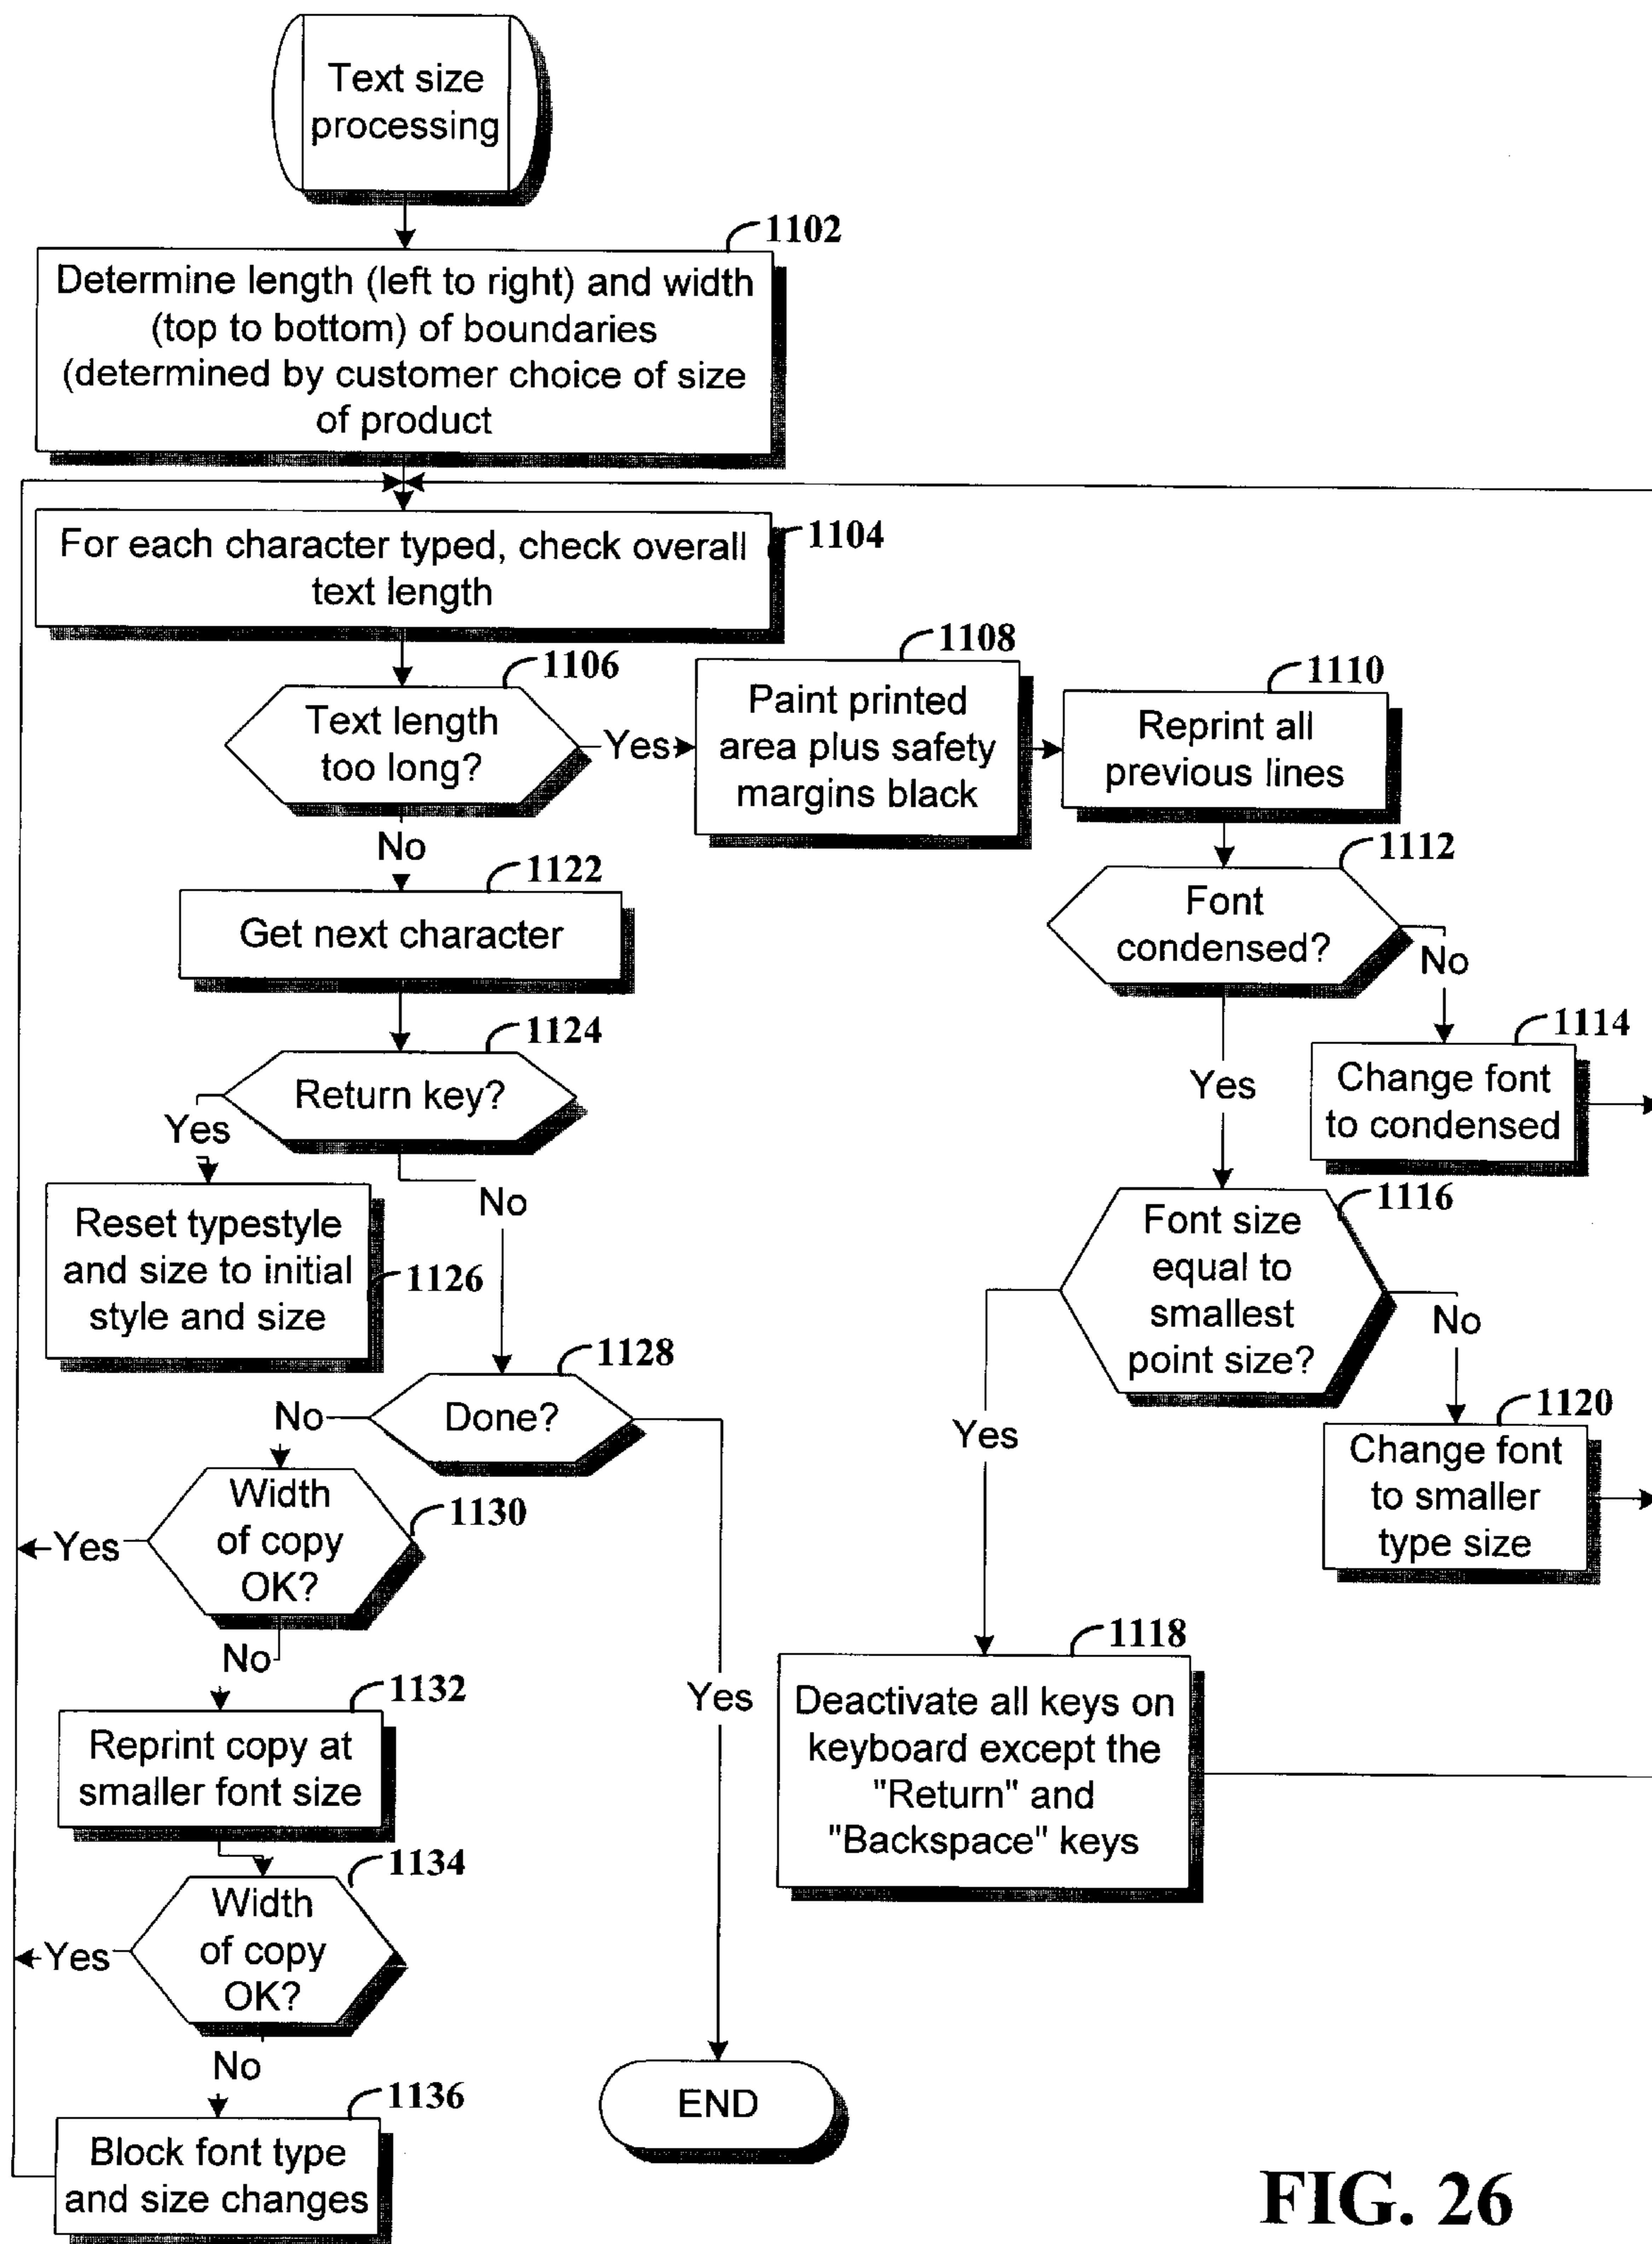 Text size
processing
1102
Determine length (left to right) and width
(top to bottom) of boundaries
(determined by customer choice of size
of product
For each character typed, check overall
text length
1104
1106
Text length
too long?
Yes
No
1108
Paint printed
area plus safety
margins black
1110
Reprint all
previous lines
1112
Font
condensed?
No
Yes
1114
Change font
to condensed
1116
Font size
equal to
smallest
point size?
No
Yes
1120
Change font
to smaller
type size
1118
Deactivate all keys on
keyboard except the
"Return" and
"Backspace" keys
1122
Get next character
1124
Return key?
Yes
No
Reset typestyle
and size to initial
style and size
1126
1128
Done?
No
Yes
1130
Width
of copy
OK?
Yes
No
1132
Reprint copy at
smaller font size
1134
Width
of copy
OK?
Yes
No
1136
Block font type
and size changes
END
FIG. 26